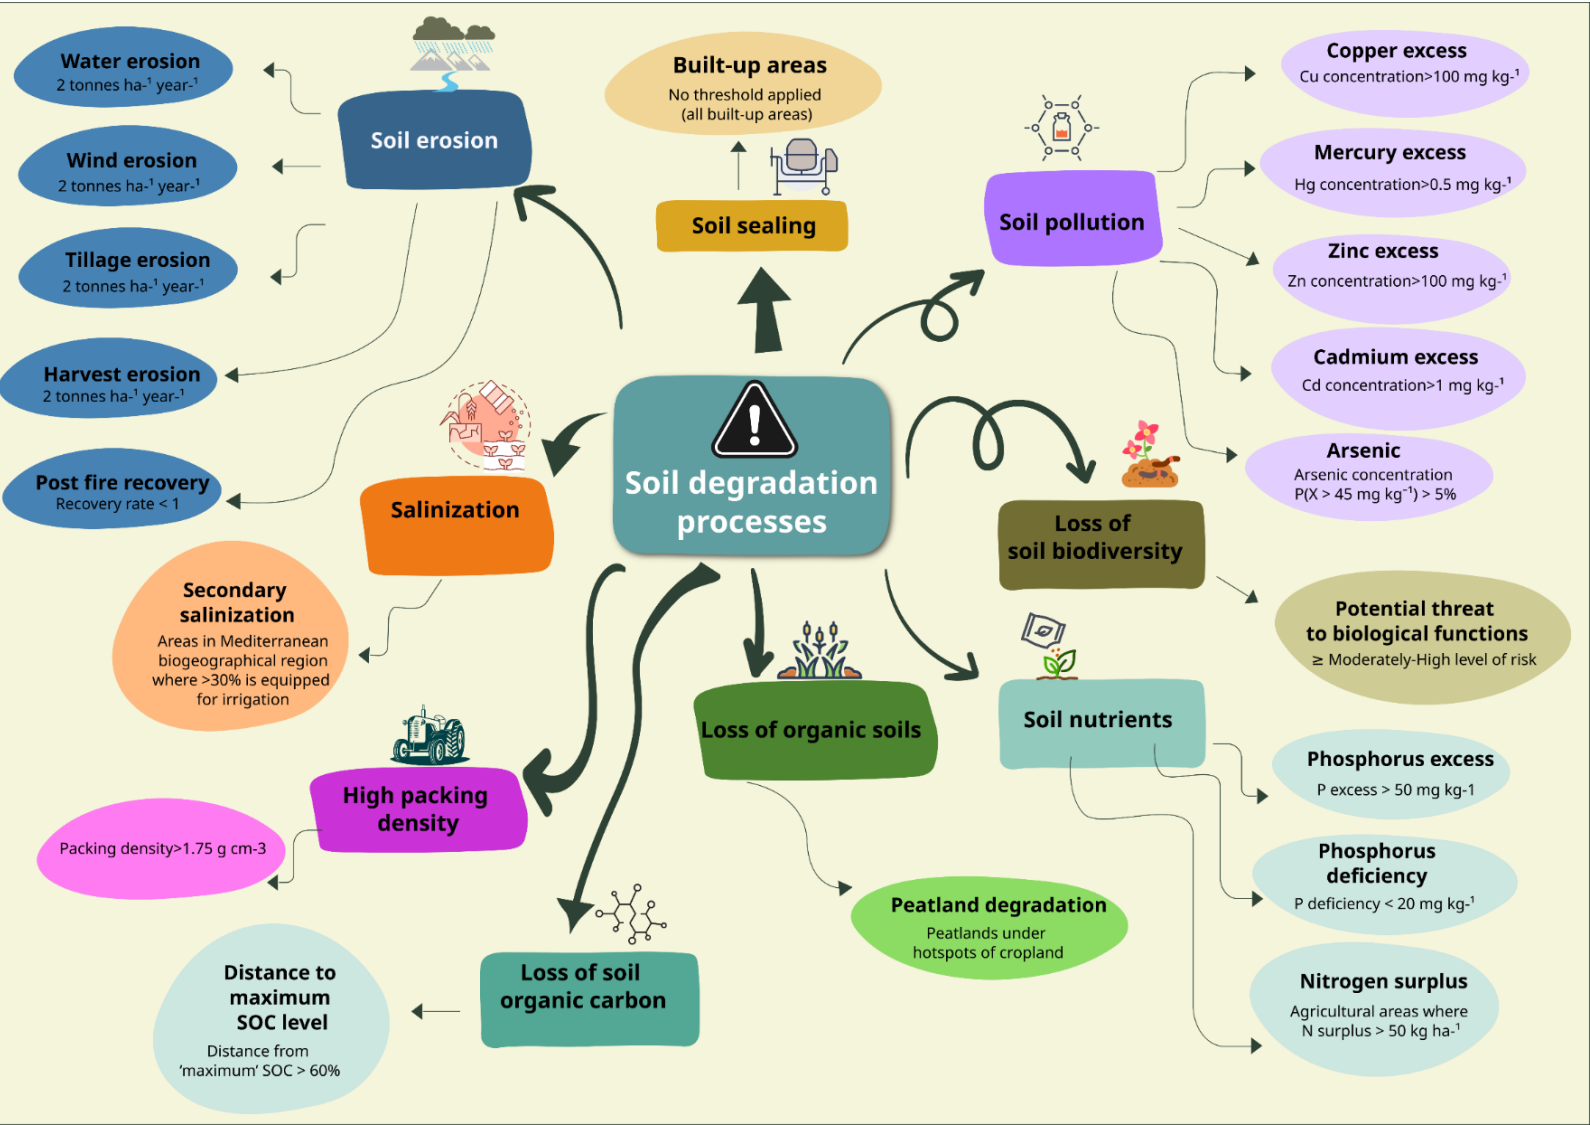 Soil degradation
processes
Soil erosion
Water erosion
2 tonnes ha-¹ year-¹
Wind erosion
2 tonnes ha-¹ year-¹
Tillage erosion
2 tonnes ha-¹ year-¹
Harvest erosion
2 tonnes ha-¹ year-¹
Post fire recovery
Recovery rate < 1
Soil sealing
Built-up areas
No threshold applied
(all built-up areas)
Soil pollution
Copper excess
Cu concentration>100 mg kg-¹
Mercury excess
Hg concentration>0.5 mg kg-¹
Zinc excess
Zn concentration>100 mg kg-¹
Cadmium excess
Cd concentration>1 mg kg-¹
Arsenic
Arsenic concentration
P(X > 45 mg kg⁻¹) > 5%
Loss of
soil biodiversity
Potential threat
to biological functions
≥ Moderately-High level of risk
Soil nutrients
Phosphorus excess
P excess > 50 mg kg-1
Phosphorus
deficiency
P deficiency < 20 mg kg-¹
Nitrogen surplus
Agricultural areas where
N surplus > 50 kg ha-¹
Loss of organic soils
Peatland degradation
Peatlands under
hotspots of cropland
Loss of soil
organic carbon
Distance to
maximum
SOC level
Distance from
‘maximum’ SOC > 60%
High packing
density
Packing density>1.75 g cm-3
Salinization
Secondary
salinization
Areas in Mediterranean
biogeographical region
where >30% is equipped
for irrigation